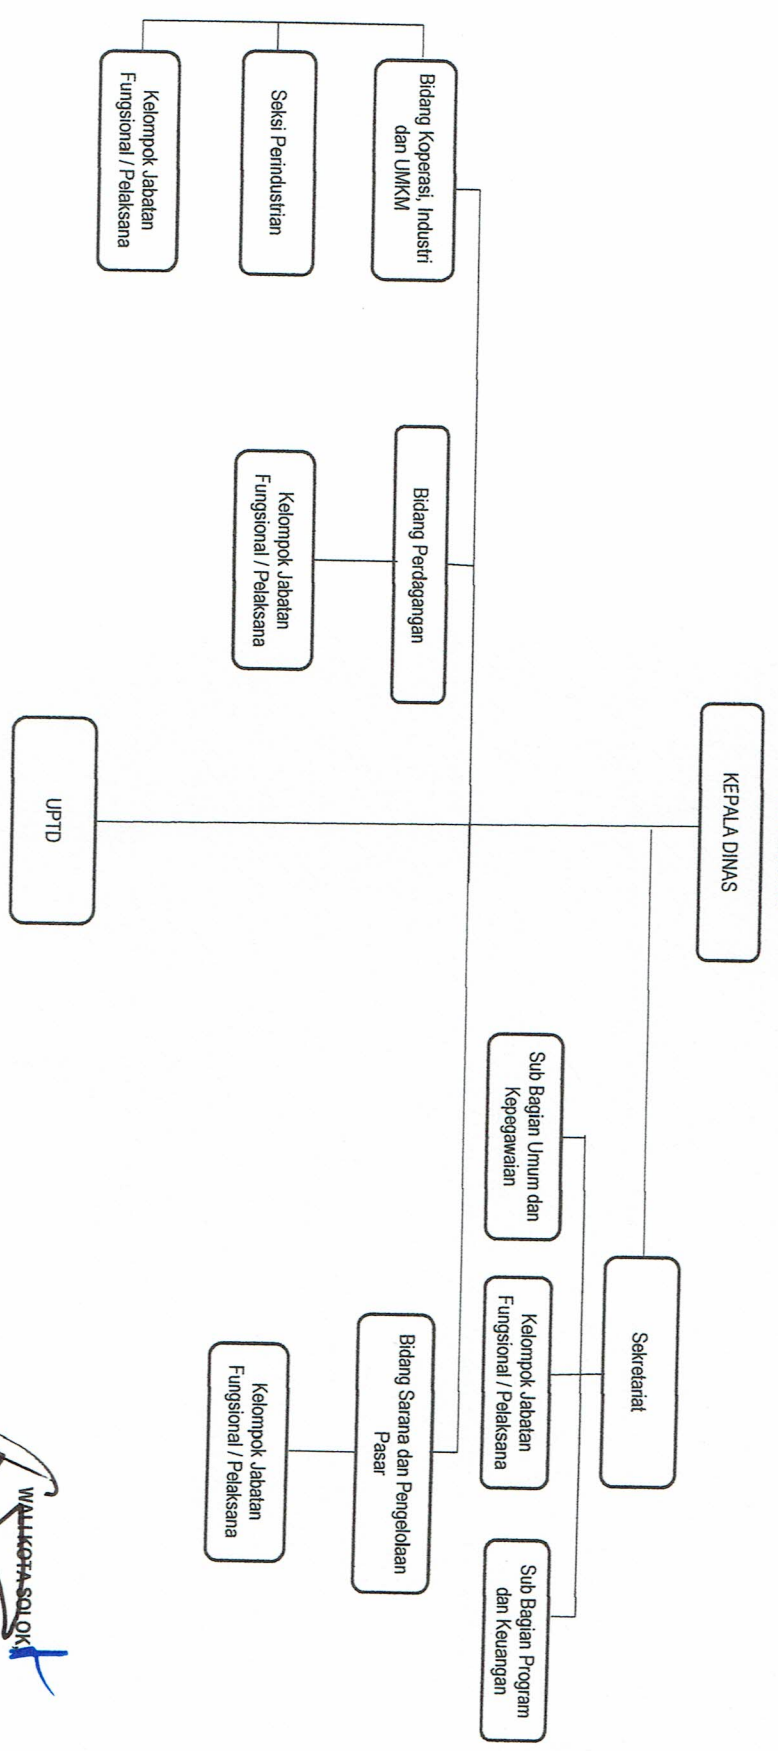 KEPALA DINAS
Sekretariat
Sub Bagian Umum dan
Kepegawaian
Kelompok Jabatan
Fungsional / Pelaksana
Sub Bagian Program
dan Keuangan
Bidang Koperasi, Industri
dan UMKM
Bidang Perdagangan
Bidang Sarana dan Pengelolaan
Pasar
Seksi Perindustrian
Kelompok Jabatan
Fungsional / Pelaksana
Kelompok Jabatan
Fungsional / Pelaksana
Kelompok Jabatan
Fungsional / Pelaksana
UPTD
WALI KOTA SOLOK,